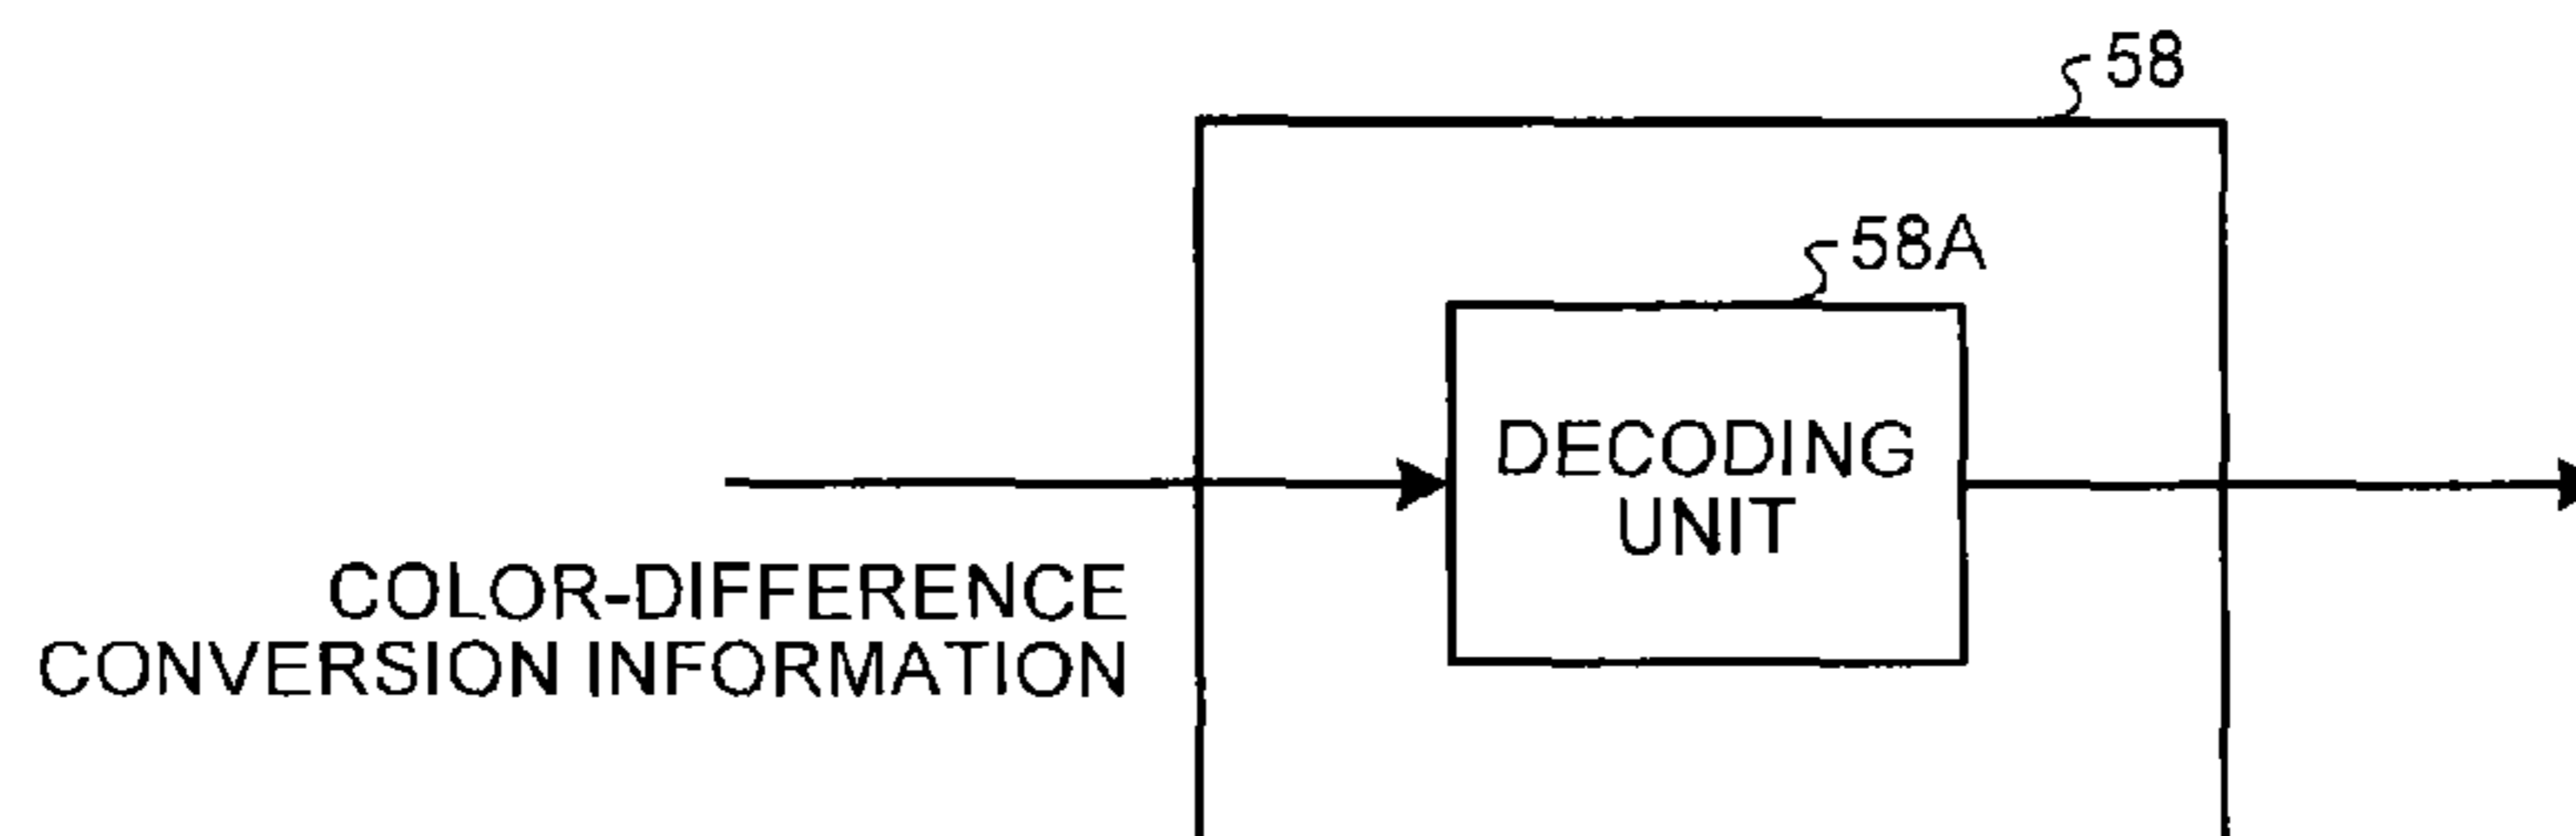 58
58A
DECODING
UNIT
COLOR-DIFFERENCE
CONVERSION INFORMATION